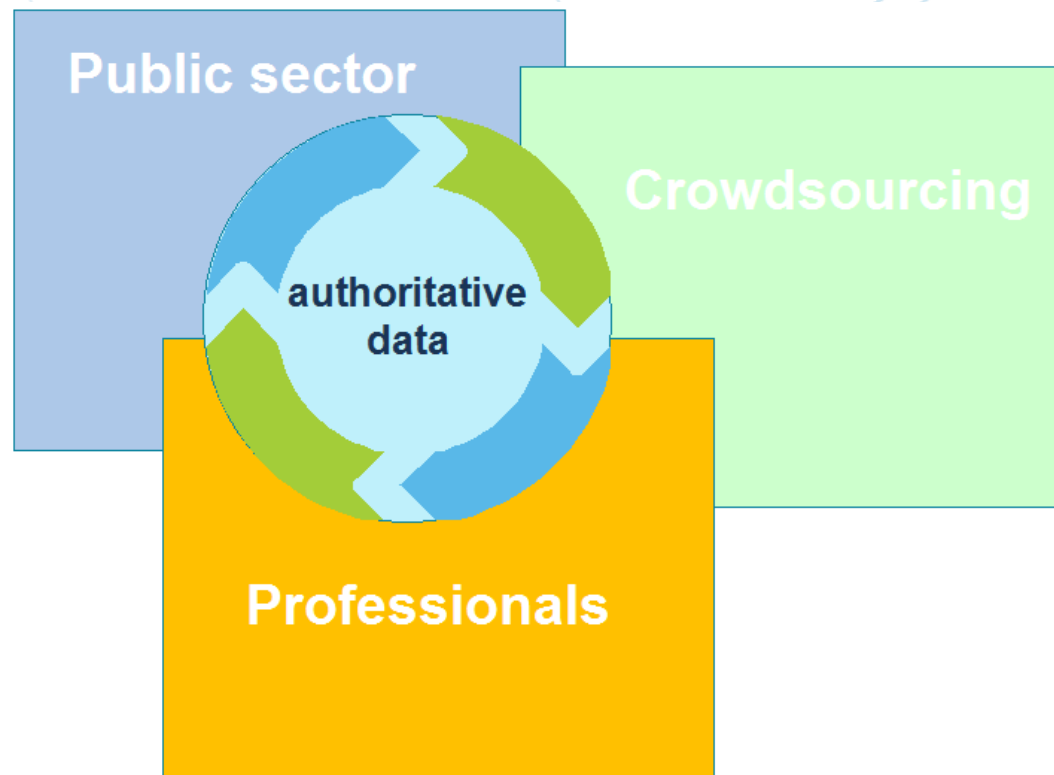 Public sector
Crowdsourcing
authoritative
data
Professionals